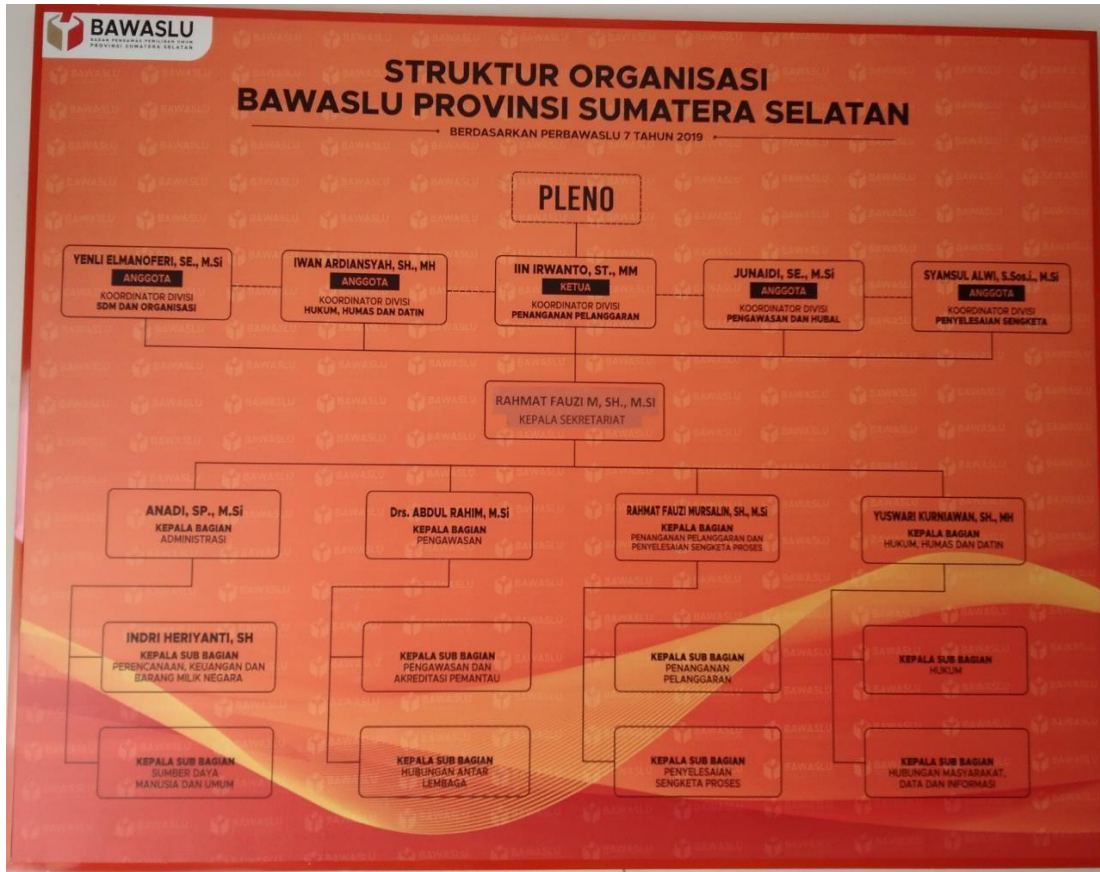 BAWASLU
BADAN PENGAWAS PEMILIHAN UMUM
PROVINSI SUMATERA SELATAN
STRUKTUR ORGANISASI
BAWASLU PROVINSI SUMATERA SELATAN
BERDASARKAN PERBAWASLU 7 TAHUN 2019
PLENO
YENLI ELMANOFERI, SE., M.Si
ANGGOTA
KOORDINATOR DIVISI
SDM DAN ORGANISASI
IWAN ARDIANSYAH, SH., MH
ANGGOTA
KOORDINATOR DIVISI
HUKUM, HUMAS DAN DATIN
IIN IRWANTO, ST., MM
KETUA
KOORDINATOR DIVISI
PENANGANAN PELANGGARAN
JUNAIDI, SE., M.Si
ANGGOTA
KOORDINATOR DIVISI
PENGAWASAN DAN HUBAL
SYAMSUL ALWI, S.Sos.i., M.Si
ANGGOTA
KOORDINATOR DIVISI
PENYELESAIAN SENGKETA
RAHMAT FAUZI M, SH., M.SI
KEPALA SEKRETARIAT
ANADI, SP., M.Si
KEPALA BAGIAN
ADMINISTRASI
Drs. ABDUL RAHIM, M.Si
KEPALA BAGIAN
PENGAWASAN
RAHMAT FAUZI MURSALIN, SH., M.Si
KEPALA BAGIAN
PENANGANAN PELANGGARAN DAN
PENYELESAIAN SENGKETA PROSES
YUSWARI KURNIAWAN, SH., MH
KEPALA BAGIAN
HUKUM, HUMAS DAN DATIN
INDRI HERIYANTI, SH
KEPALA SUB BAGIAN
PERENCANAAN, KEUANGAN DAN
BARANG MILIK NEGARA
KEPALA SUB BAGIAN
PENGAWASAN DAN
AKREDITASI PEMANTAU
KEPALA SUB BAGIAN
PENANGANAN
PELANGGARAN
KEPALA SUB BAGIAN
HUKUM
KEPALA SUB BAGIAN
SUMBER DAYA
MANUSIA DAN UMUM
KEPALA SUB BAGIAN
HUBUNGAN ANTAR
LEMBAGA
KEPALA SUB BAGIAN
PENYELESAIAN
SENGKETA PROSES
KEPALA SUB BAGIAN
HUBUNGAN MASYARAKAT,
DATA DAN INFORMASI